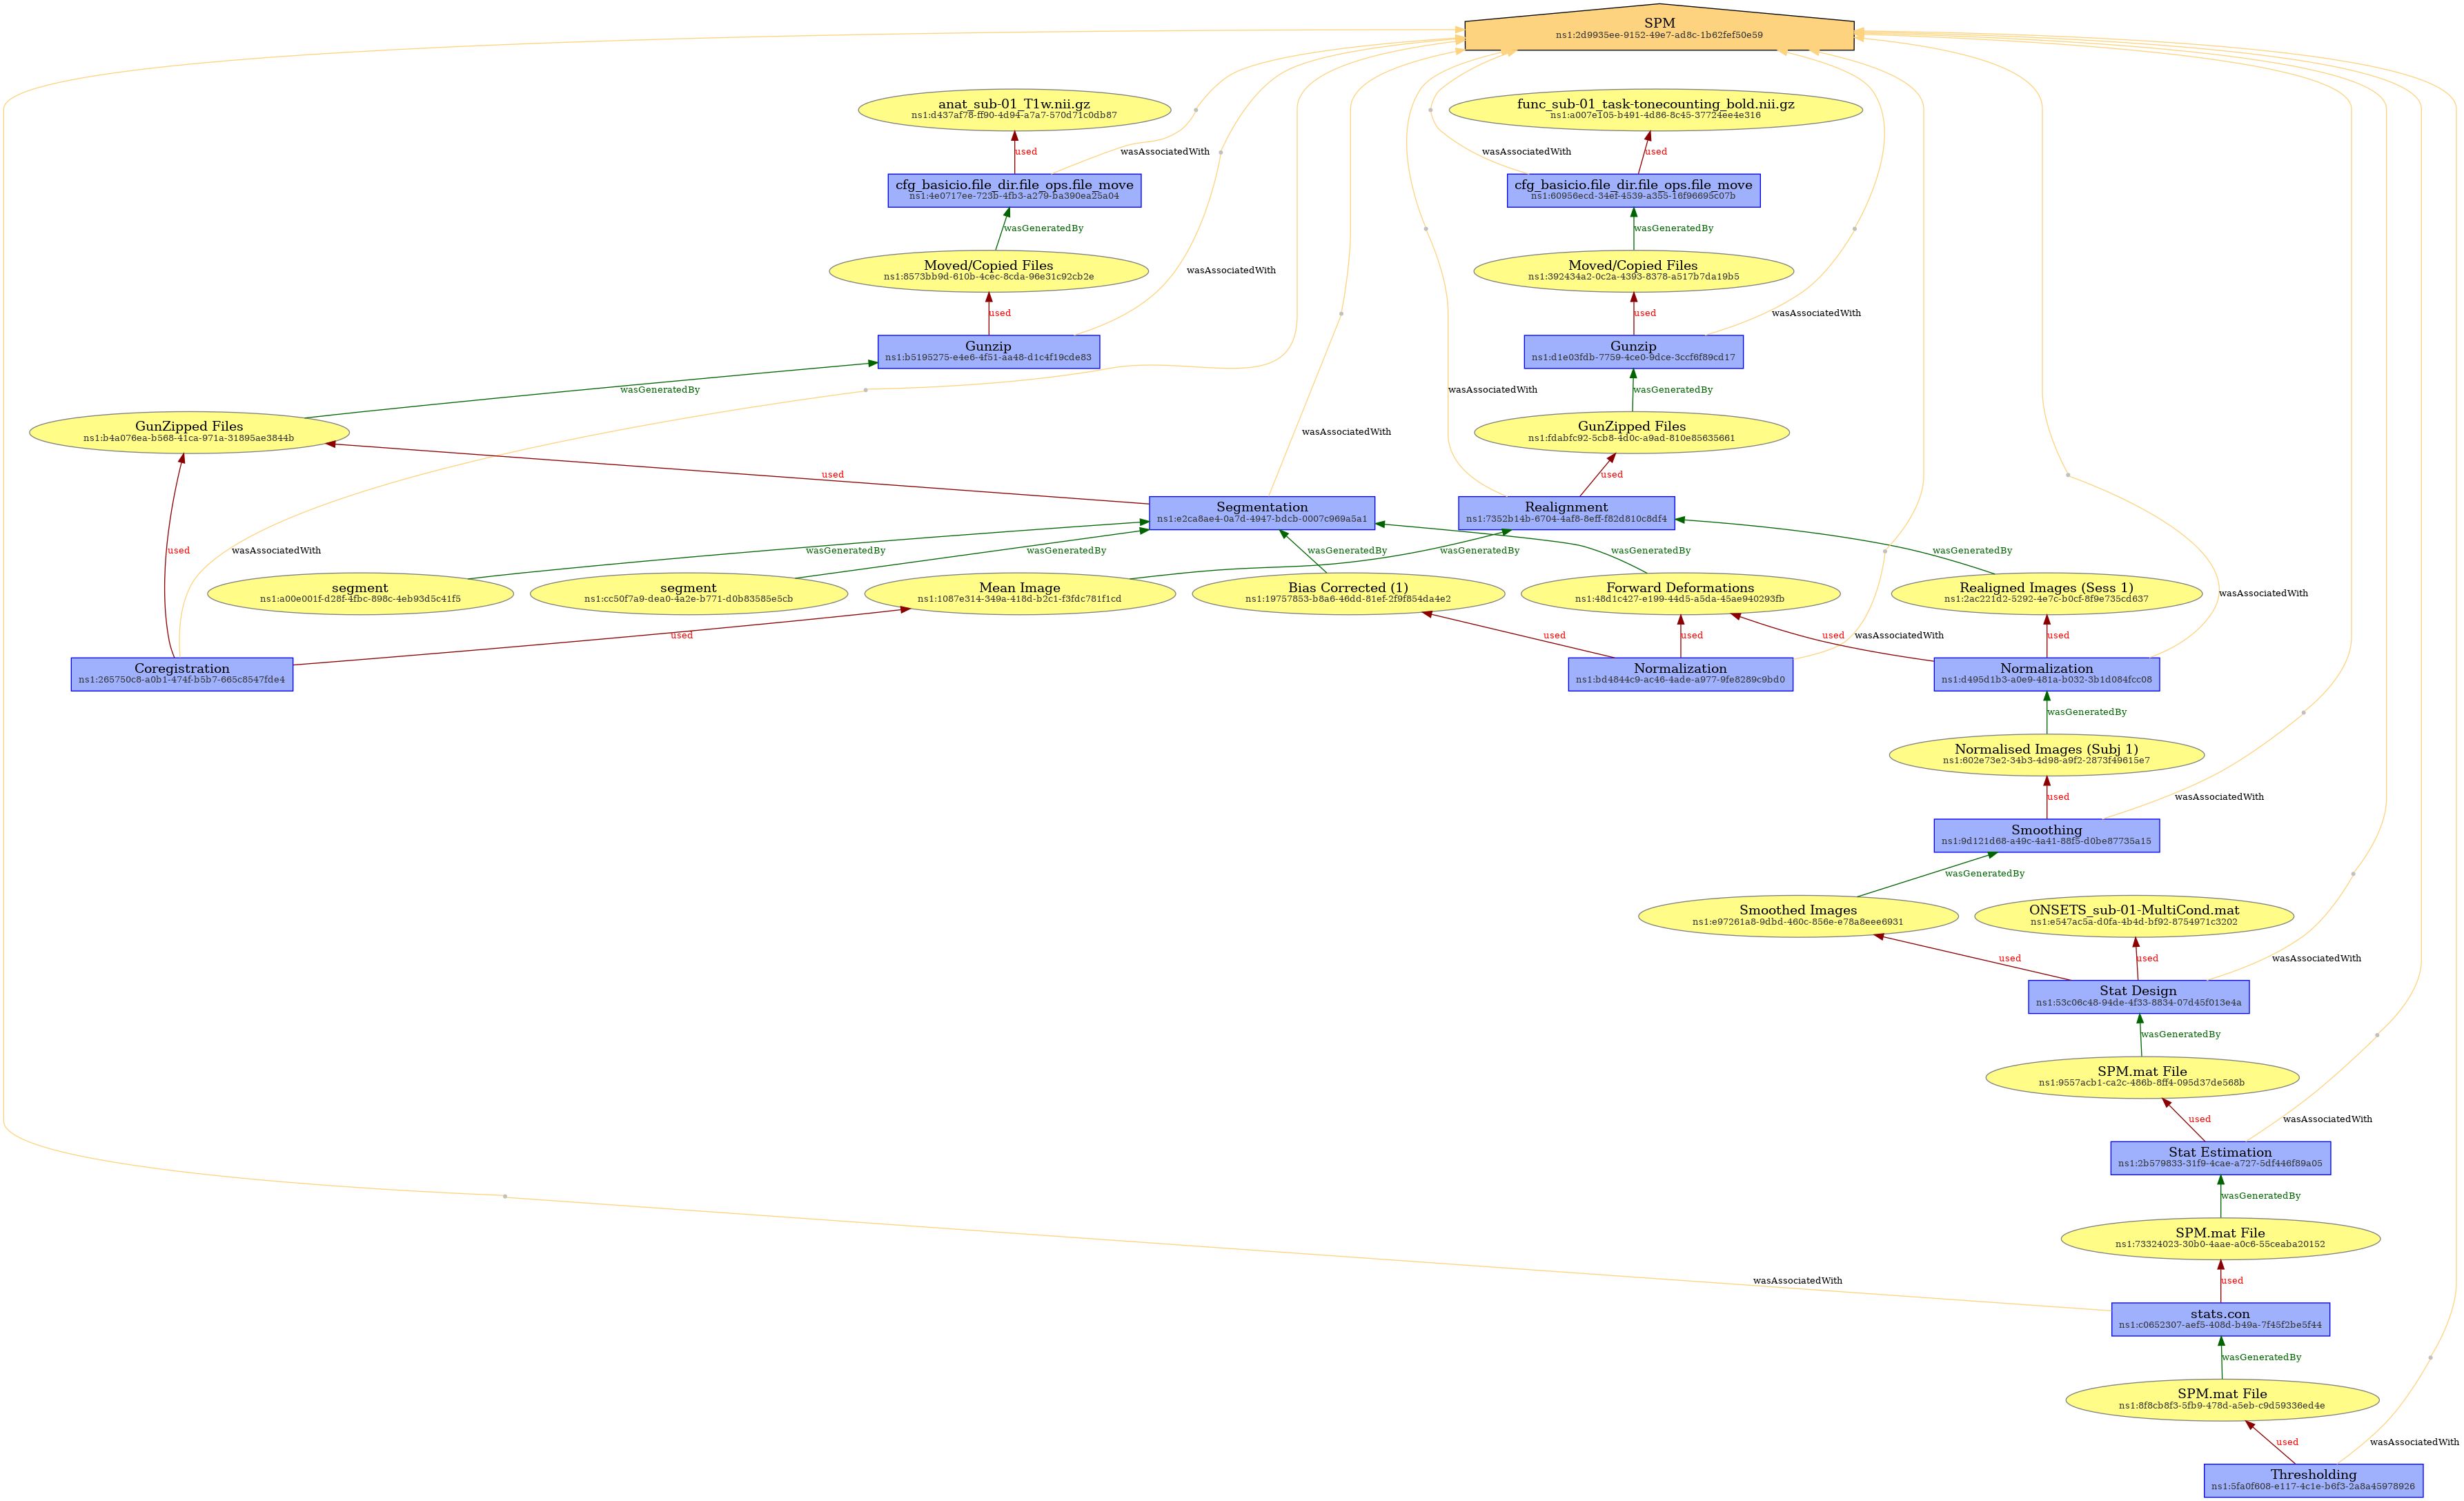 SPM
ns1:2d9935ee-9152-49e7-ad8c-1b62fef50e59
anat_sub-01_T1w.nii.gz
ns1:d437af78-ff90-4d94-a7a7-570d71c0db87
func_sub-01_task-tonecounting_bold.nii.gz
ns1:a007e105-b491-4d86-8c45-37724ee4e316
used
wasAssociatedWith
wasAssociatedWith
used
cfg_basicio.file_dir.file_ops.file_move
ns1:4e0717ee-723b-4fb3-a279-ba390ea25a04
cfg_basicio.file_dir.file_ops.file_move
ns1:60956ecd-34ef-4539-a355-16f96695c07b
wasGeneratedBy
wasGeneratedBy
Moved/Copied Files
ns1:8573bb9d-610b-4cec-8cda-96e31c92cb2e
wasAssociatedWith
Moved/Copied Files
ns1:392434a2-0c2a-4393-8378-a517b7da19b5
used
used
wasAssociatedWith
Gunzip
ns1:b5195275-e4e6-4f51-aa48-d1c4f19cde83
Gunzip
ns1:d1e03fdb-7759-4ce0-9dce-3ccf6f89cd17
wasGeneratedBy
wasAssociatedWith
wasGeneratedBy
GunZipped Files
ns1:b4a076ea-b568-41ca-971a-31895ae3844b
wasAssociatedWith
GunZipped Files
ns1:fdabfc92-5cb8-4d0c-a9ad-810e85635661
used
used
Segmentation
ns1:e2ca8ae4-0a7d-4947-bdcb-0007c969a5a1
Realignment
ns1:7352b14b-6704-4af8-8eff-f82d810c8df4
used
wasAssociatedWith
wasGeneratedBy
wasGeneratedBy
wasGeneratedBy
wasGeneratedBy
wasGeneratedBy
wasGeneratedBy
segment
ns1:a00e001f-d28f-4fbc-898c-4eb93d5c41f5
segment
ns1:cc50f7a9-dea0-4a2e-b771-d0b83585e5cb
Mean Image
ns1:1087e314-349a-418d-b2c1-f3fdc781f1cd
Bias Corrected (1)
ns1:19757853-b8a6-46dd-81ef-2f9f854da4e2
Forward Deformations
ns1:48d1c427-e199-44d5-a5da-45ae940293fb
Realigned Images (Sess 1)
ns1:2ac221d2-5292-4e7c-b0cf-8f9e735cd637
wasAssociatedWith
used
used
used
used
wasAssociatedWith
used
Coregistration
ns1:265750c8-a0b1-474f-b5b7-665c8547fde4
Normalization
ns1:bd4844c9-ac46-4ade-a977-9fe8289c9bd0
Normalization
ns1:d495d1b3-a0e9-481a-b032-3b1d084fcc08
wasGeneratedBy
Normalised Images (Subj 1)
ns1:602e73e2-34b3-4d98-a9f2-2873f49615e7
used
wasAssociatedWith
Smoothing
ns1:9d121d68-a49c-4a41-88f5-d0be87735a15
wasGeneratedBy
Smoothed Images
ns1:e97261a8-9dbd-460c-856e-e78a8eee6931
ONSETS_sub-01-MultiCond.mat
ns1:e547ac5a-d0fa-4b4d-bf92-8754971c3202
used
used
wasAssociatedWith
Stat Design
ns1:53c06c48-94de-4f33-8834-07d45f013e4a
wasGeneratedBy
SPM.mat File
ns1:9557acb1-ca2c-486b-8ff4-095d37de568b
used
wasAssociatedWith
Stat Estimation
ns1:2b579833-31f9-4cae-a727-5df446f89a05
wasGeneratedBy
SPM.mat File
ns1:73324023-30b0-4aae-a0c6-55ceaba20152
wasAssociatedWith
used
stats.con
ns1:c0652307-aef5-408d-b49a-7f45f2be5f44
wasGeneratedBy
SPM.mat File
ns1:8f8cb8f3-5fb9-478d-a5eb-c9d59336ed4e
used
wasAssociatedWith
Thresholding
ns1:5fa0f608-e117-4c1e-b6f3-2a8a45978926